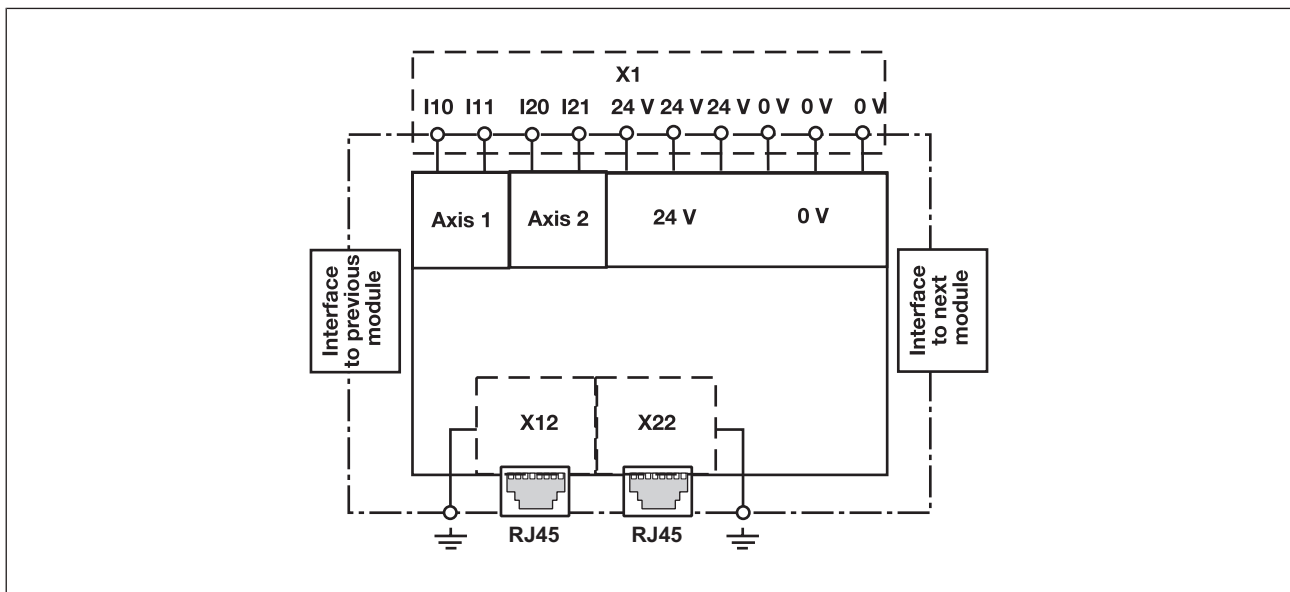 X1
I10 I11 I20 I21 24 V 24 V 24 V 0 V 0 V 0 V
Axis 1 Axis 2 24 V 0 V
Interface
to previous
module
Interface
to next
module
X12 X22
RJ45 RJ45